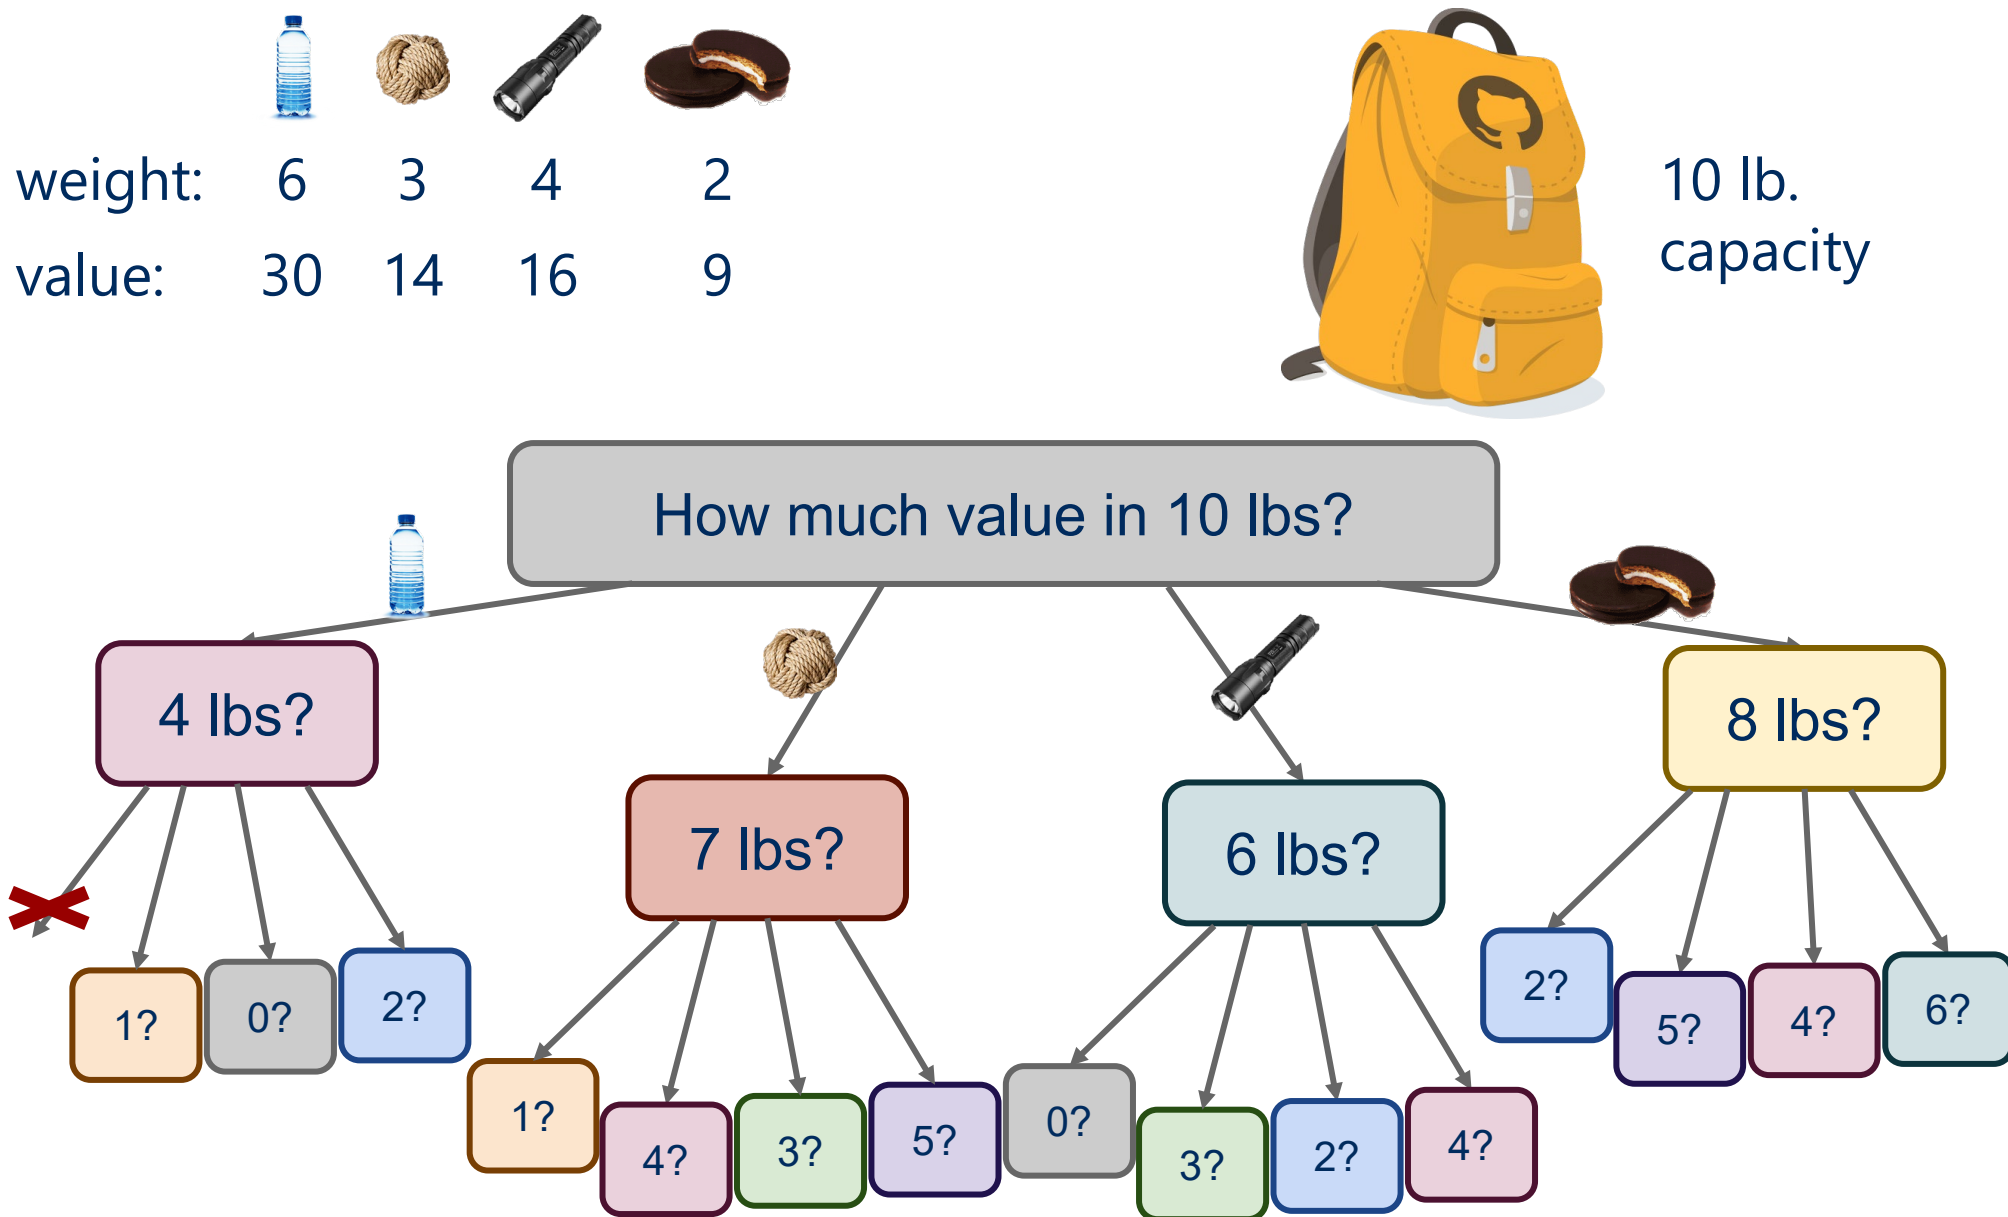 weight: 6 3 4 2
value: 30 14 16 9
10 lb.
capacity
How much value in 10 lbs?
4 lbs?
7 lbs?
6 lbs?
8 lbs?
1?
0?
2?
1?
4?
3?
5?
0?
3?
2?
4?
2?
5?
4?
6?